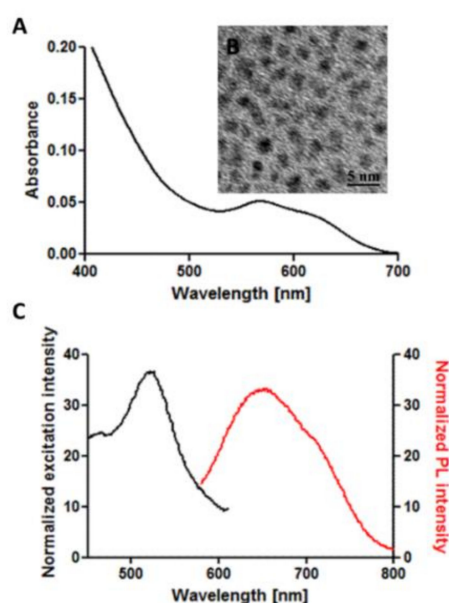 A
B
0.20
0.15
0.10
0.05
0.00
Absorbance
5 nm
400
500
600
700
Wavelength [nm]
C
Normalized excitation intensity
40
30
20
10
0
40
30
20
10
0
Normalized PL intensity
500
600
700
800
Wavelength [nm]